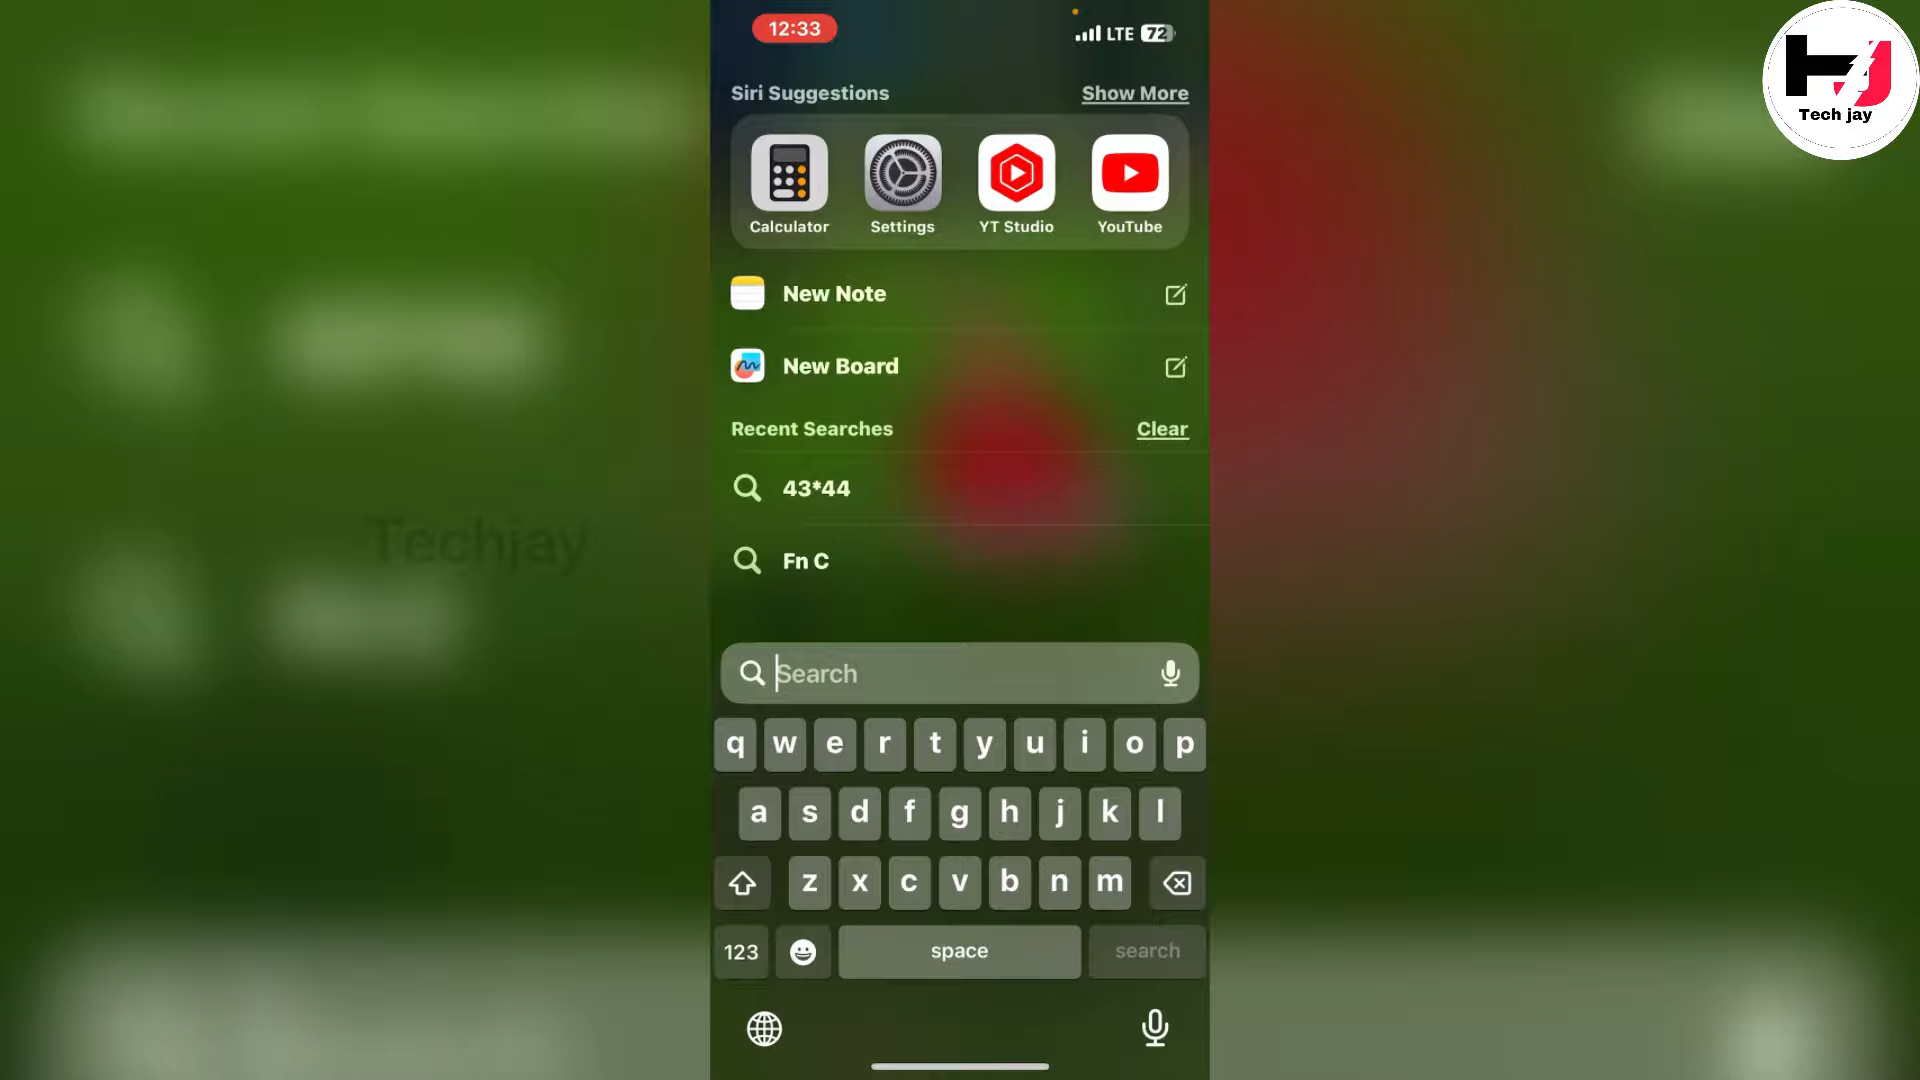 12:33
LTE 72
Tech jay
Siri Suggestions
Show More
Calculator
Settings
YT Studio
YouTube
New Note
New Board
Recent Searches
Clear
43*44
Techjay
Fn C
Search
q w e r t y u i o p
a s d f g h j k l
z x c v b n m
123
space
search